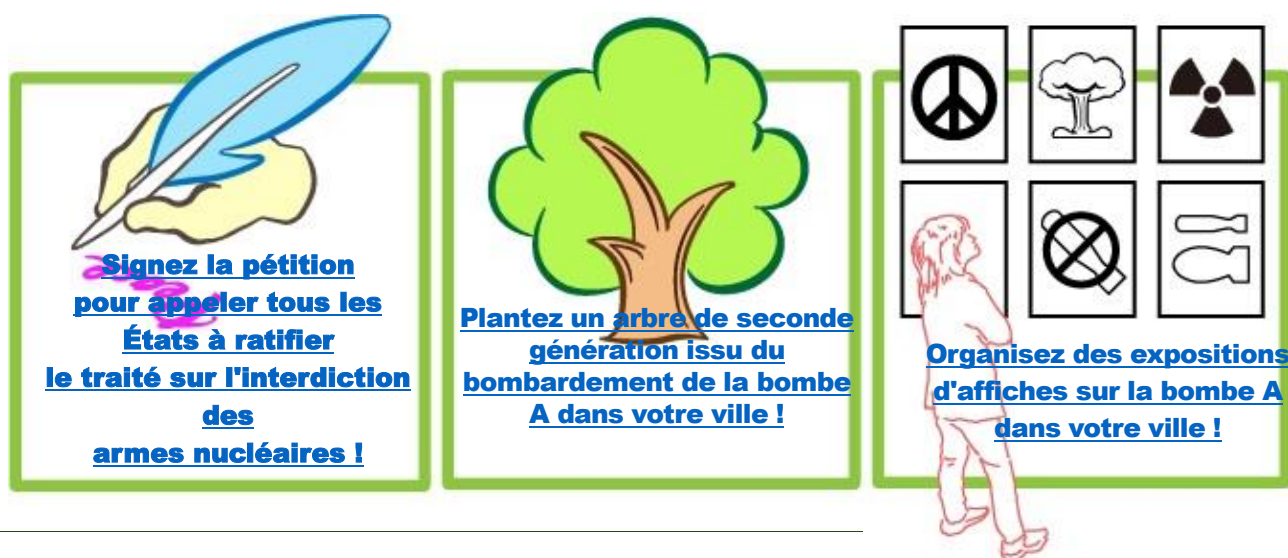 Signez la pétition
pour appeler tous les
États à ratifier
le traité sur l'interdiction
des
armes nucléaires !
Plantez un arbre de seconde
génération issu du
bombardement de la bombe
A dans votre ville !
Organisez des expositions
d'affiches sur la bombe A
dans votre ville !